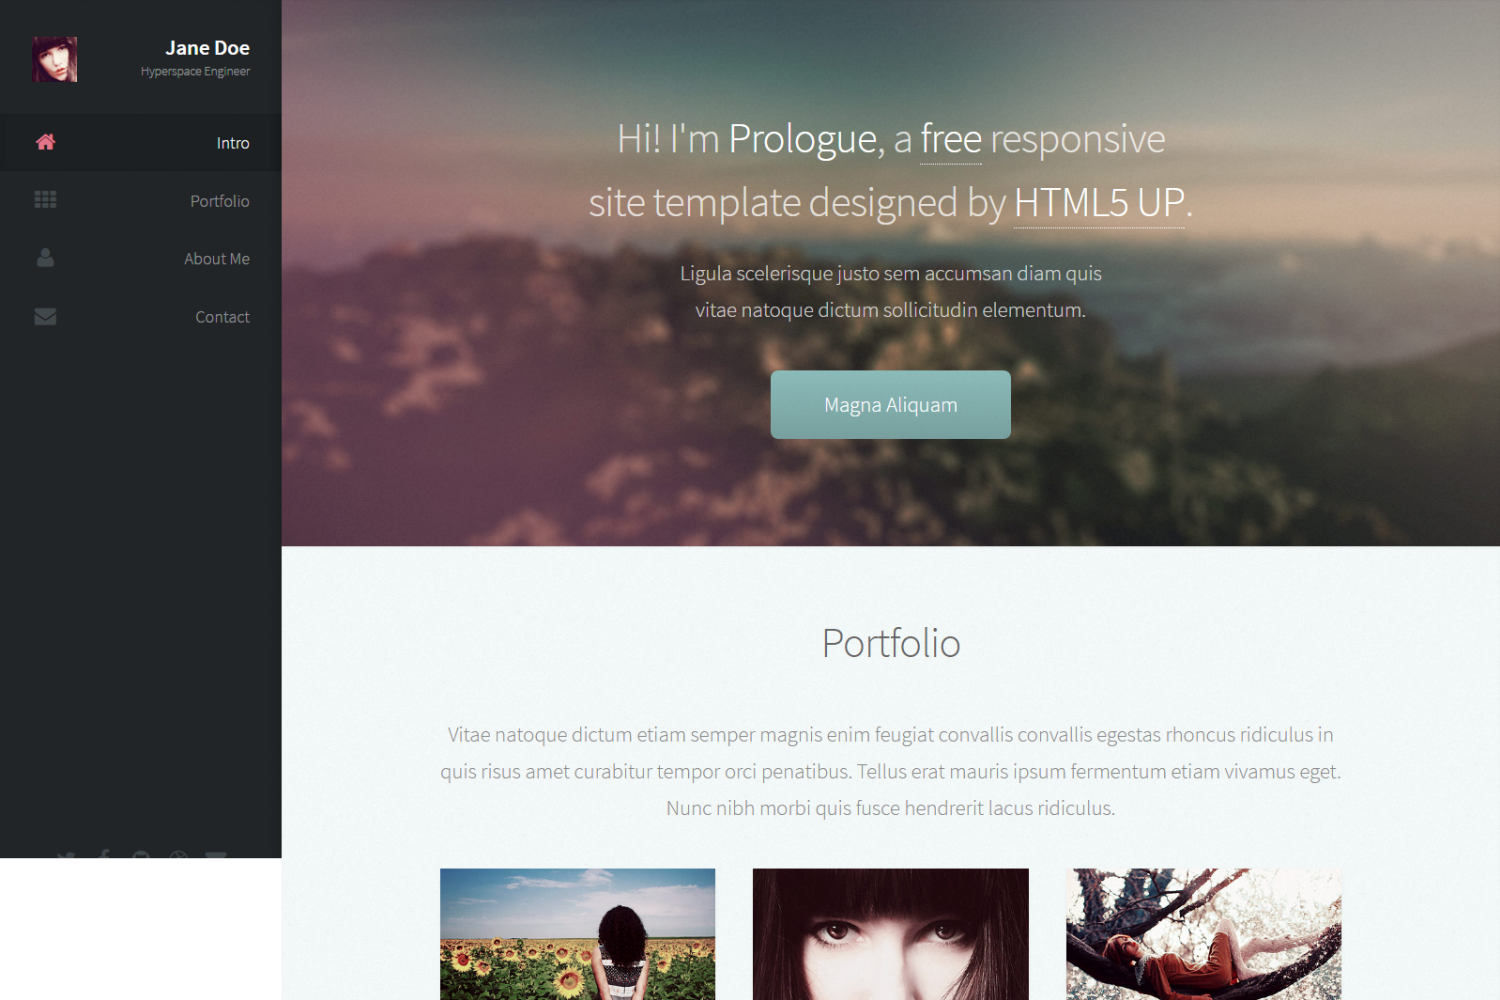 Jane Doe
Hyperspace Engineer
Intro
Portfolio
About Me
Contact
Hi! I'm Prologue, a free responsive
site template designed by HTML5 UP.
Ligula scelerisque justo sem accumsan diam quis
vitae natoque dictum sollicitudin elementum.
Magna Aliquam
Portfolio
Vitae natoque dictum etiam semper magnis enim feugiat convallis convallis egestas rhoncus ridiculus in
quis risus amet curabitur tempor orci penatibus. Tellus erat mauris ipsum fermentum etiam vivamus eget.
Nunc nibh morbi quis fusce hendrerit lacus ridiculus.